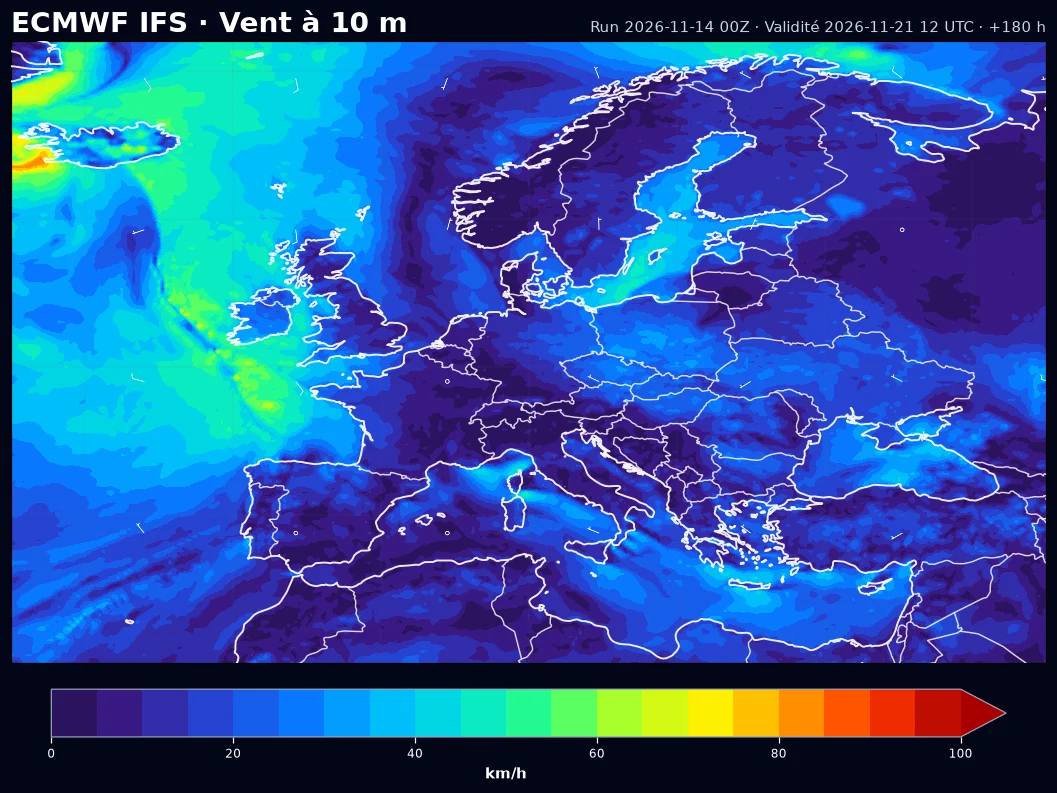 ECMWF IFS · Vent à 10 m
Run 2026-11-14 00Z · Validité 2026-11-21 12 UTC · +180 h
0 20 40 60 80 100
km/h